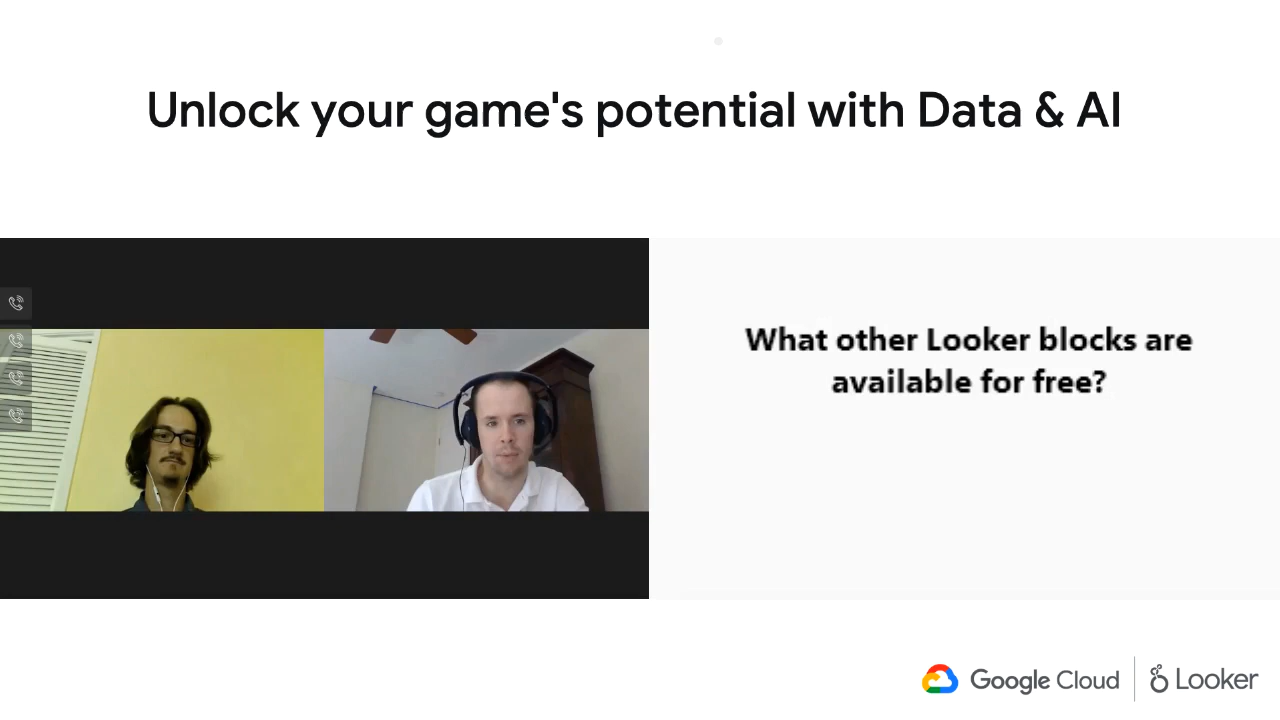 Unlock your game's potential with Data & AI
What other Looker blocks are
available for free?
Google Cloud
Looker